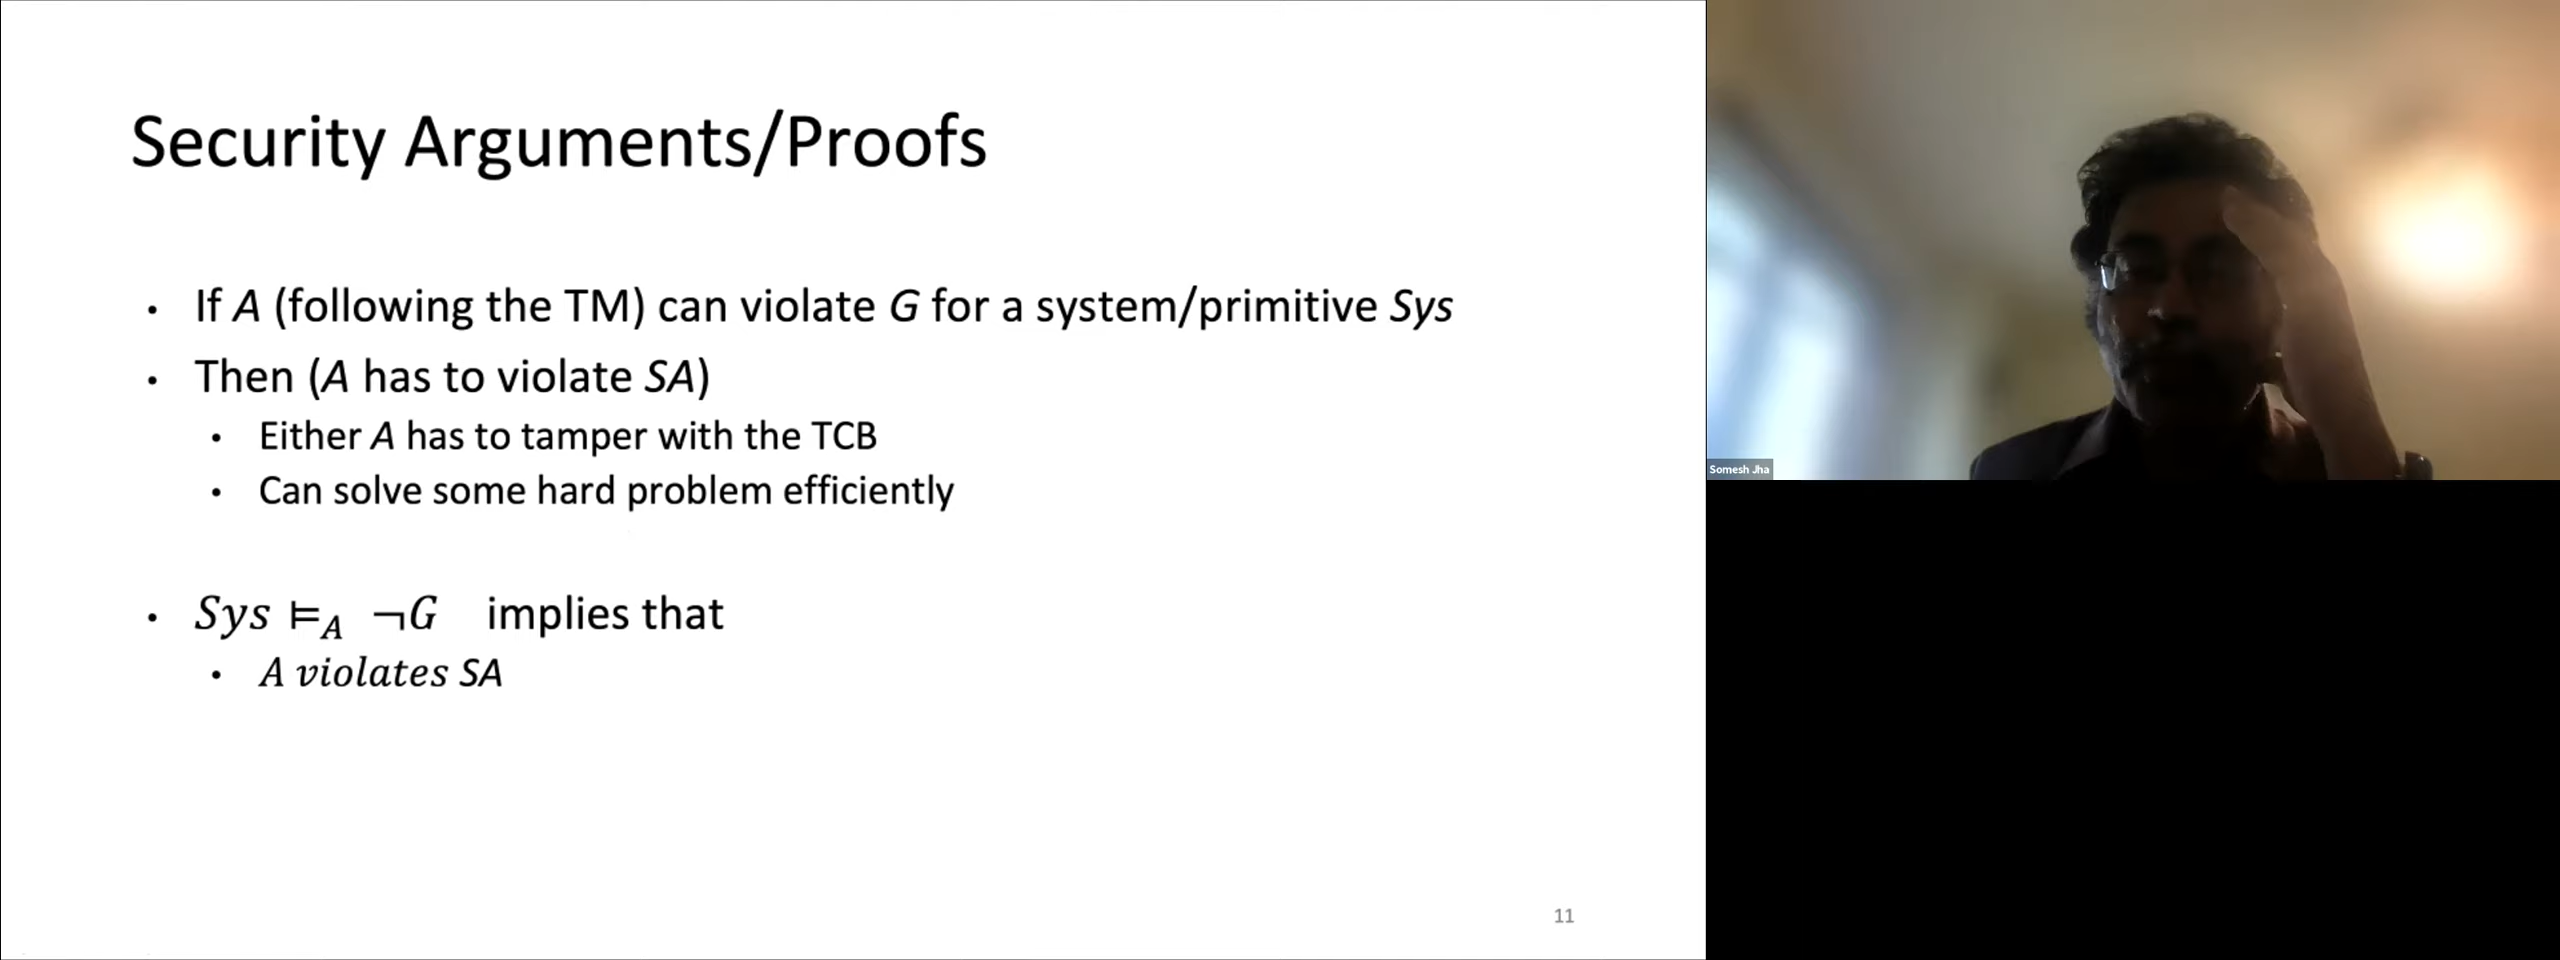 Security Arguments/Proofs
• If A (following the TM) can violate G for a system/primitive Sys
• Then (A has to violate SA)
• Either A has to tamper with the TCB
• Can solve some hard problem efficiently
• Sys ⊨_A ¬G implies that
• A violates SA
11
Somesh Jha